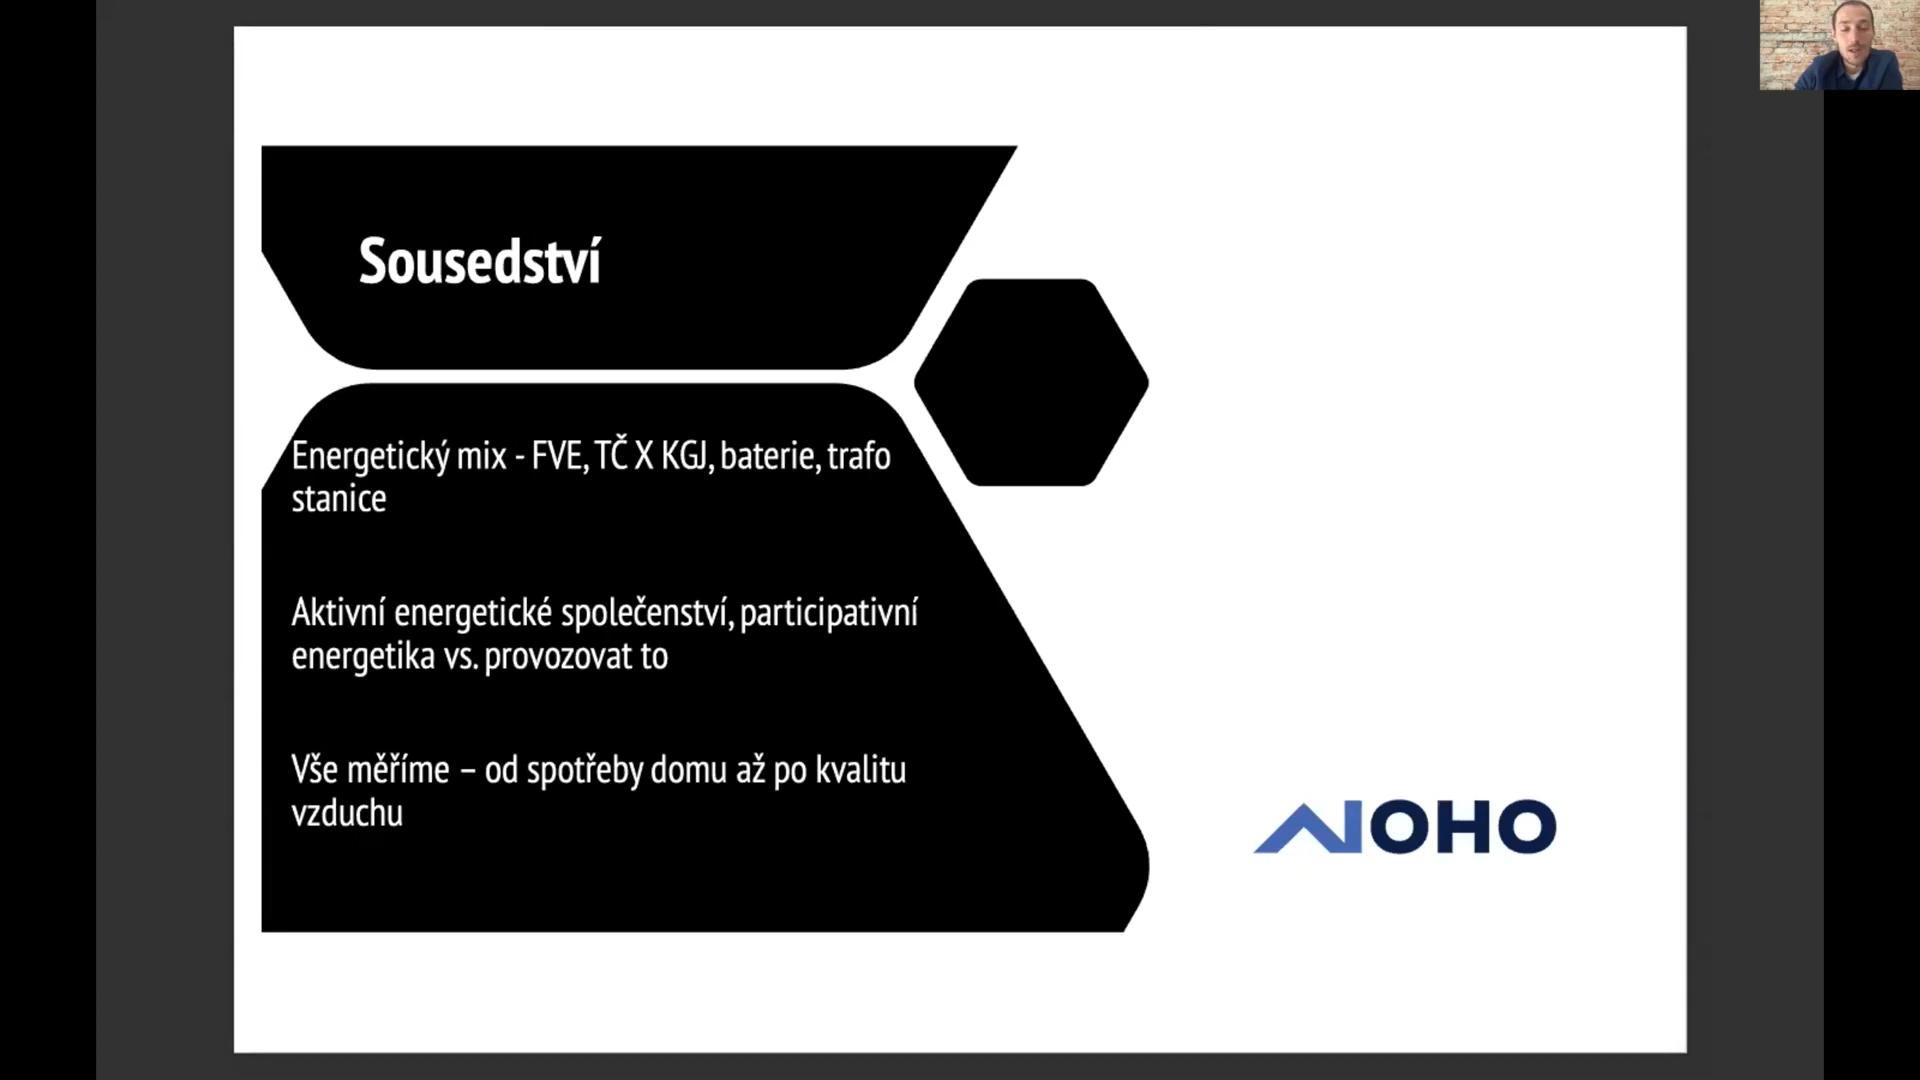 Sousedství
Energetický mix - FVE, TČ X KGJ, baterie, trafo
stanice
Aktivní energetické společenství, participativní
energetika vs. provozovat to
Vše měříme – od spotřeby domu až po kvalitu
vzduchu
NOHO